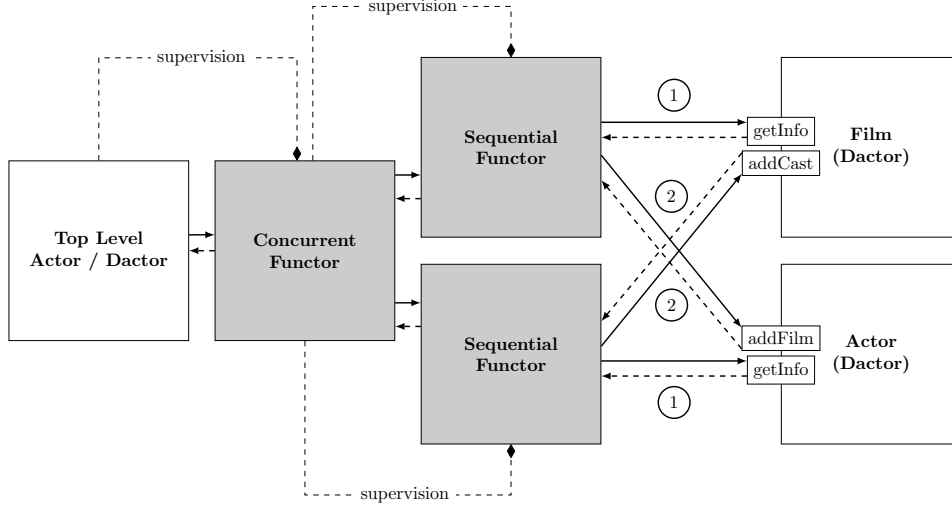 supervision
supervision
1
Sequential
Functor
getInfo
Film
(Dactor)
addCast
2
Top Level
Actor / Dactor
Concurrent
Functor
2
Sequential
Functor
addFilm
Actor
(Dactor)
getInfo
1
supervision